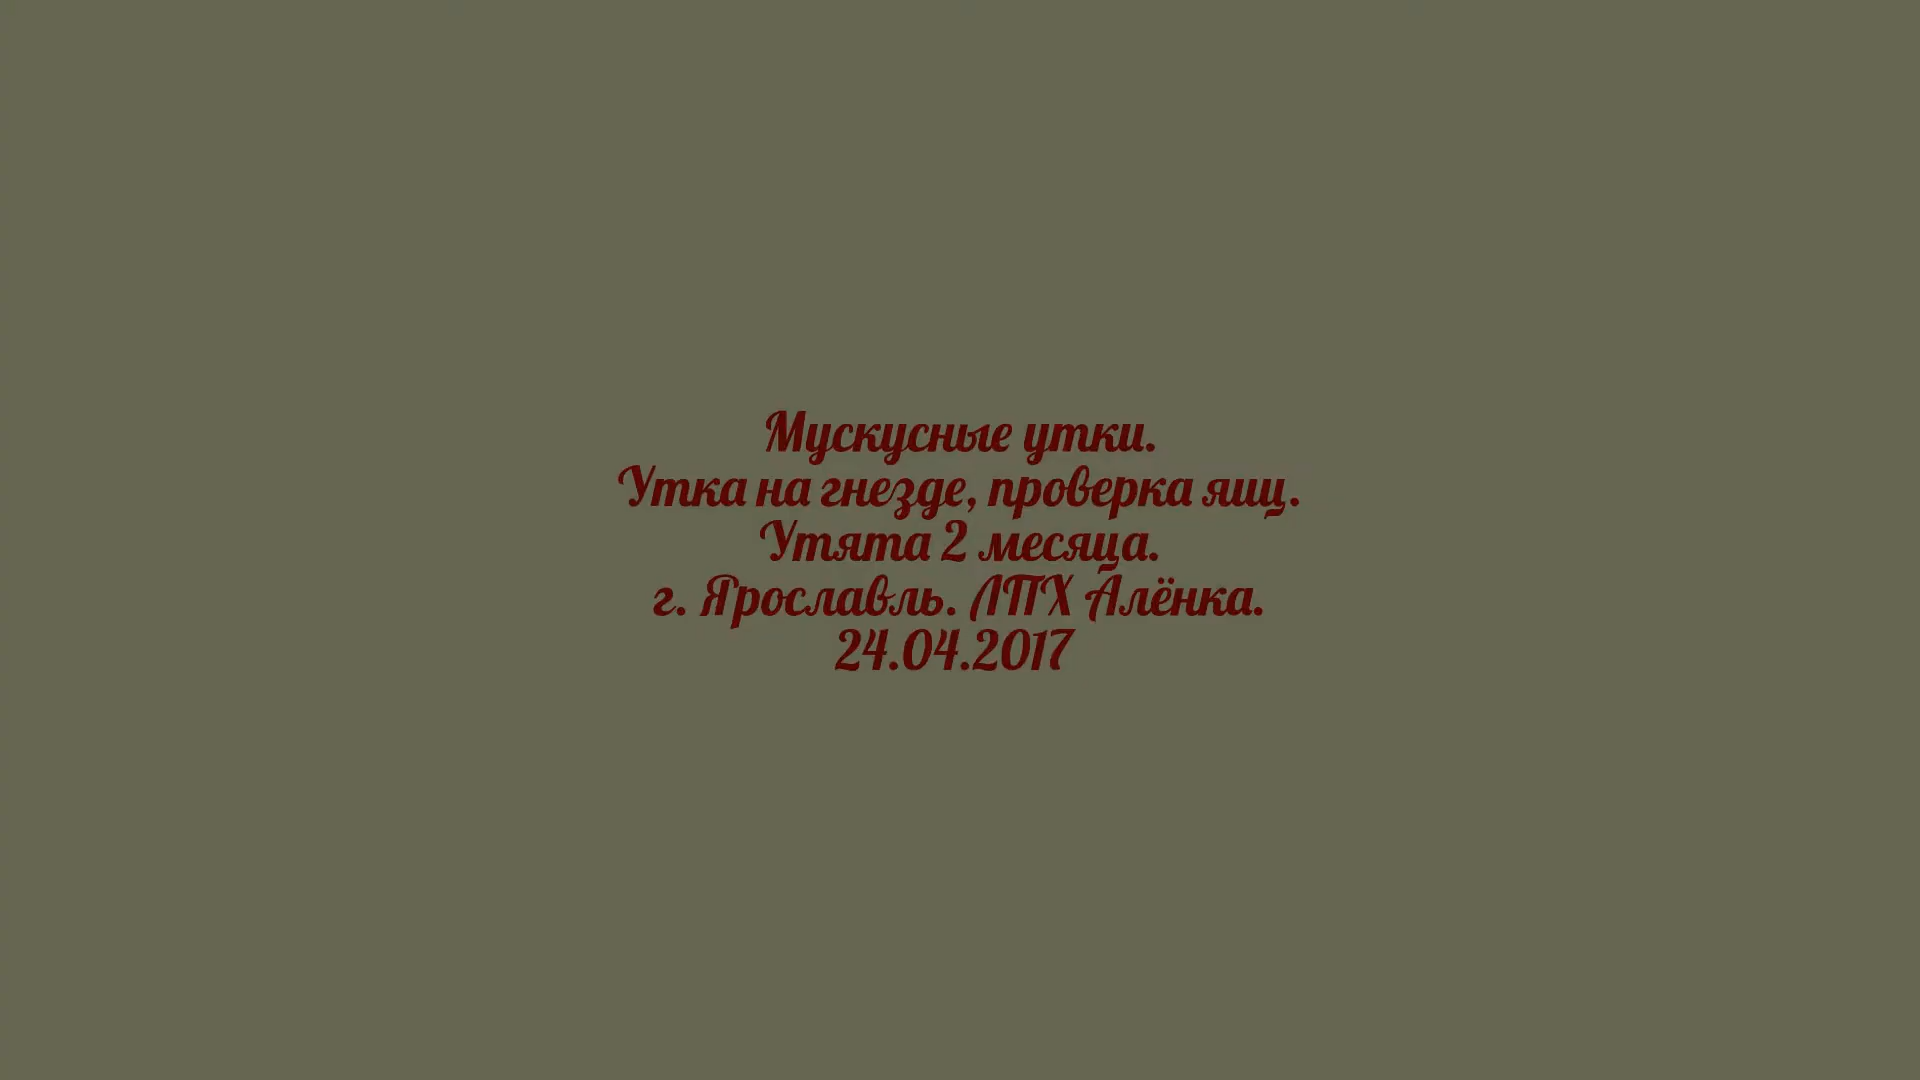 Мускусные утки.
Утка на гнезде, проверка яиц.
Утята 2 месяца.
г. Ярославль. ЛПХ Алёнка.
24.04.2017